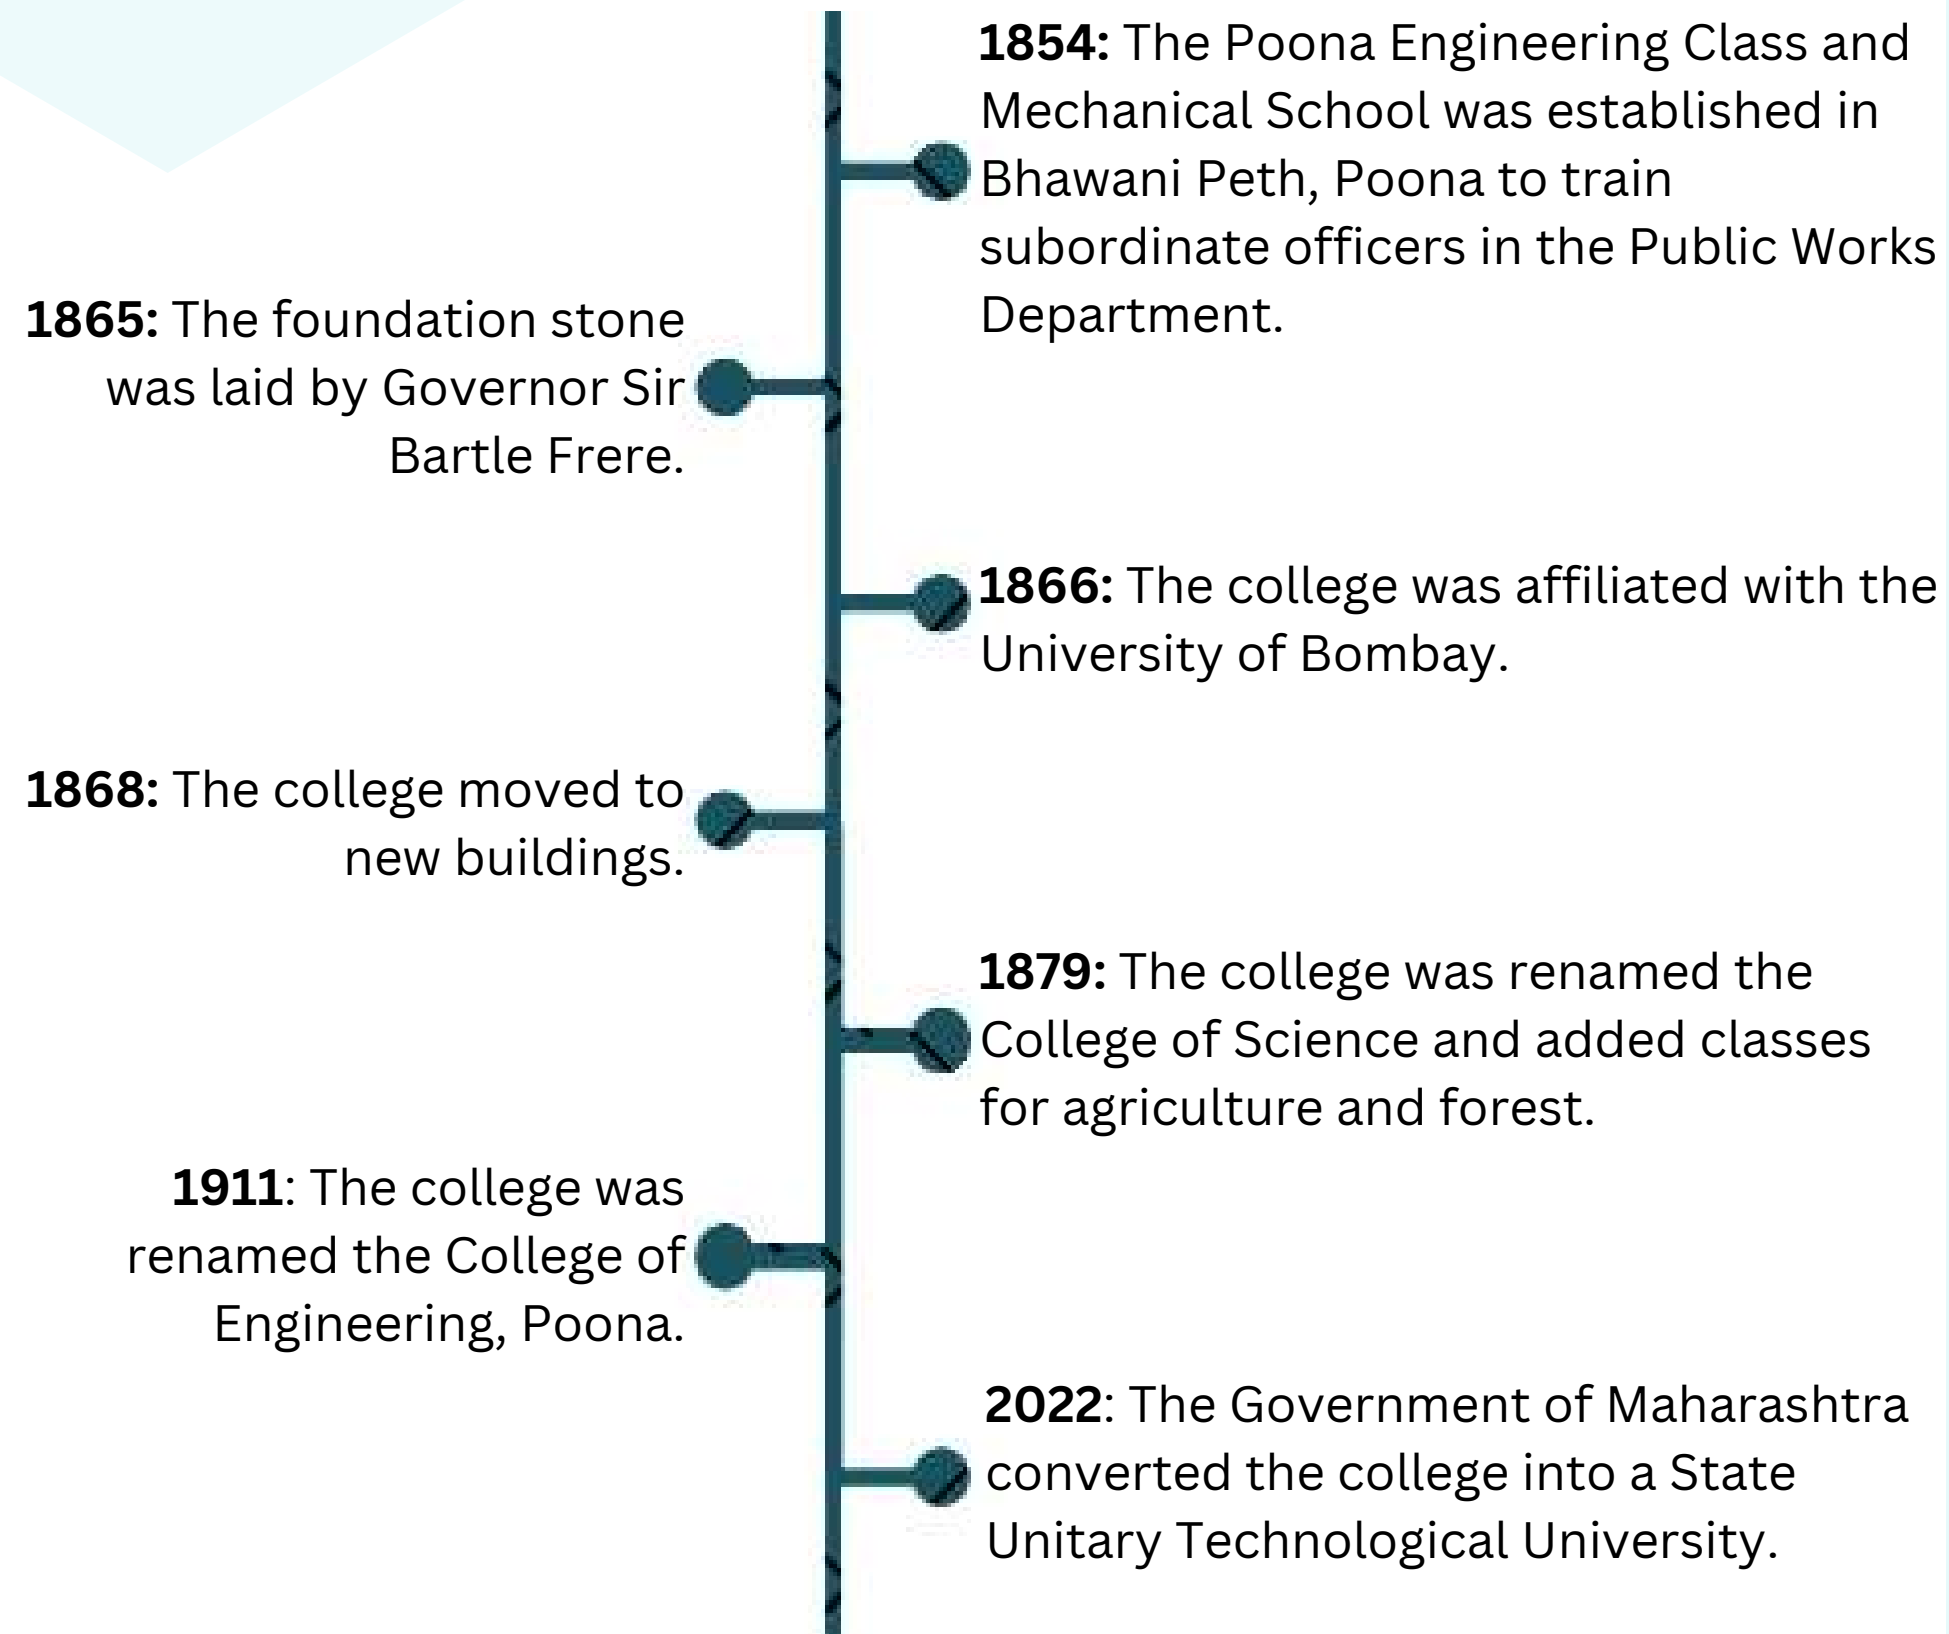 1854: The Poona Engineering Class and
Mechanical School was established in
Bhawani Peth, Poona to train
subordinate officers in the Public Works
Department.
1865: The foundation stone
was laid by Governor Sir
Bartle Frere.
1866: The college was affiliated with the
University of Bombay.
1868: The college moved to
new buildings.
1879: The college was renamed the
College of Science and added classes
for agriculture and forest.
1911: The college was
renamed the College of
Engineering, Poona.
2022: The Government of Maharashtra
converted the college into a State
Unitary Technological University.